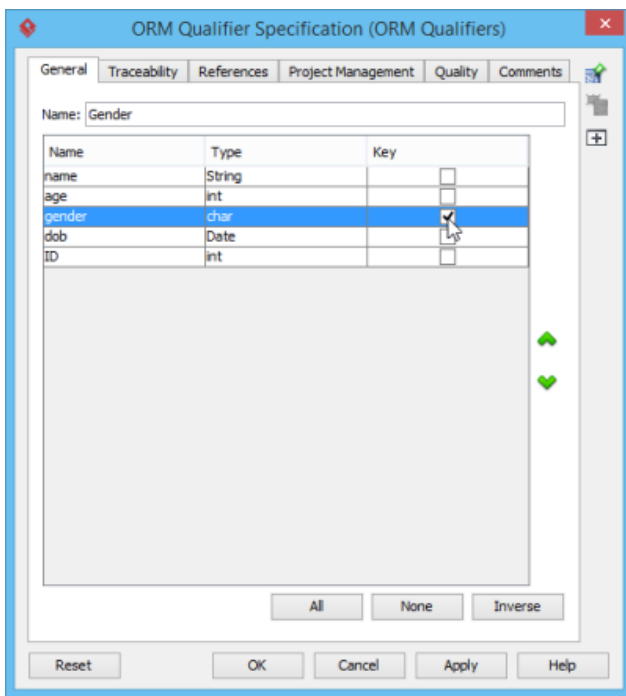 ORM Qualifier Specification (ORM Qualifiers)
General Traceability References Project Management Quality Comments
Name: Gender
Name Type Key
name String
age int
gender char
dob Date
ID int
All None Inverse
Reset OK Cancel Apply Help